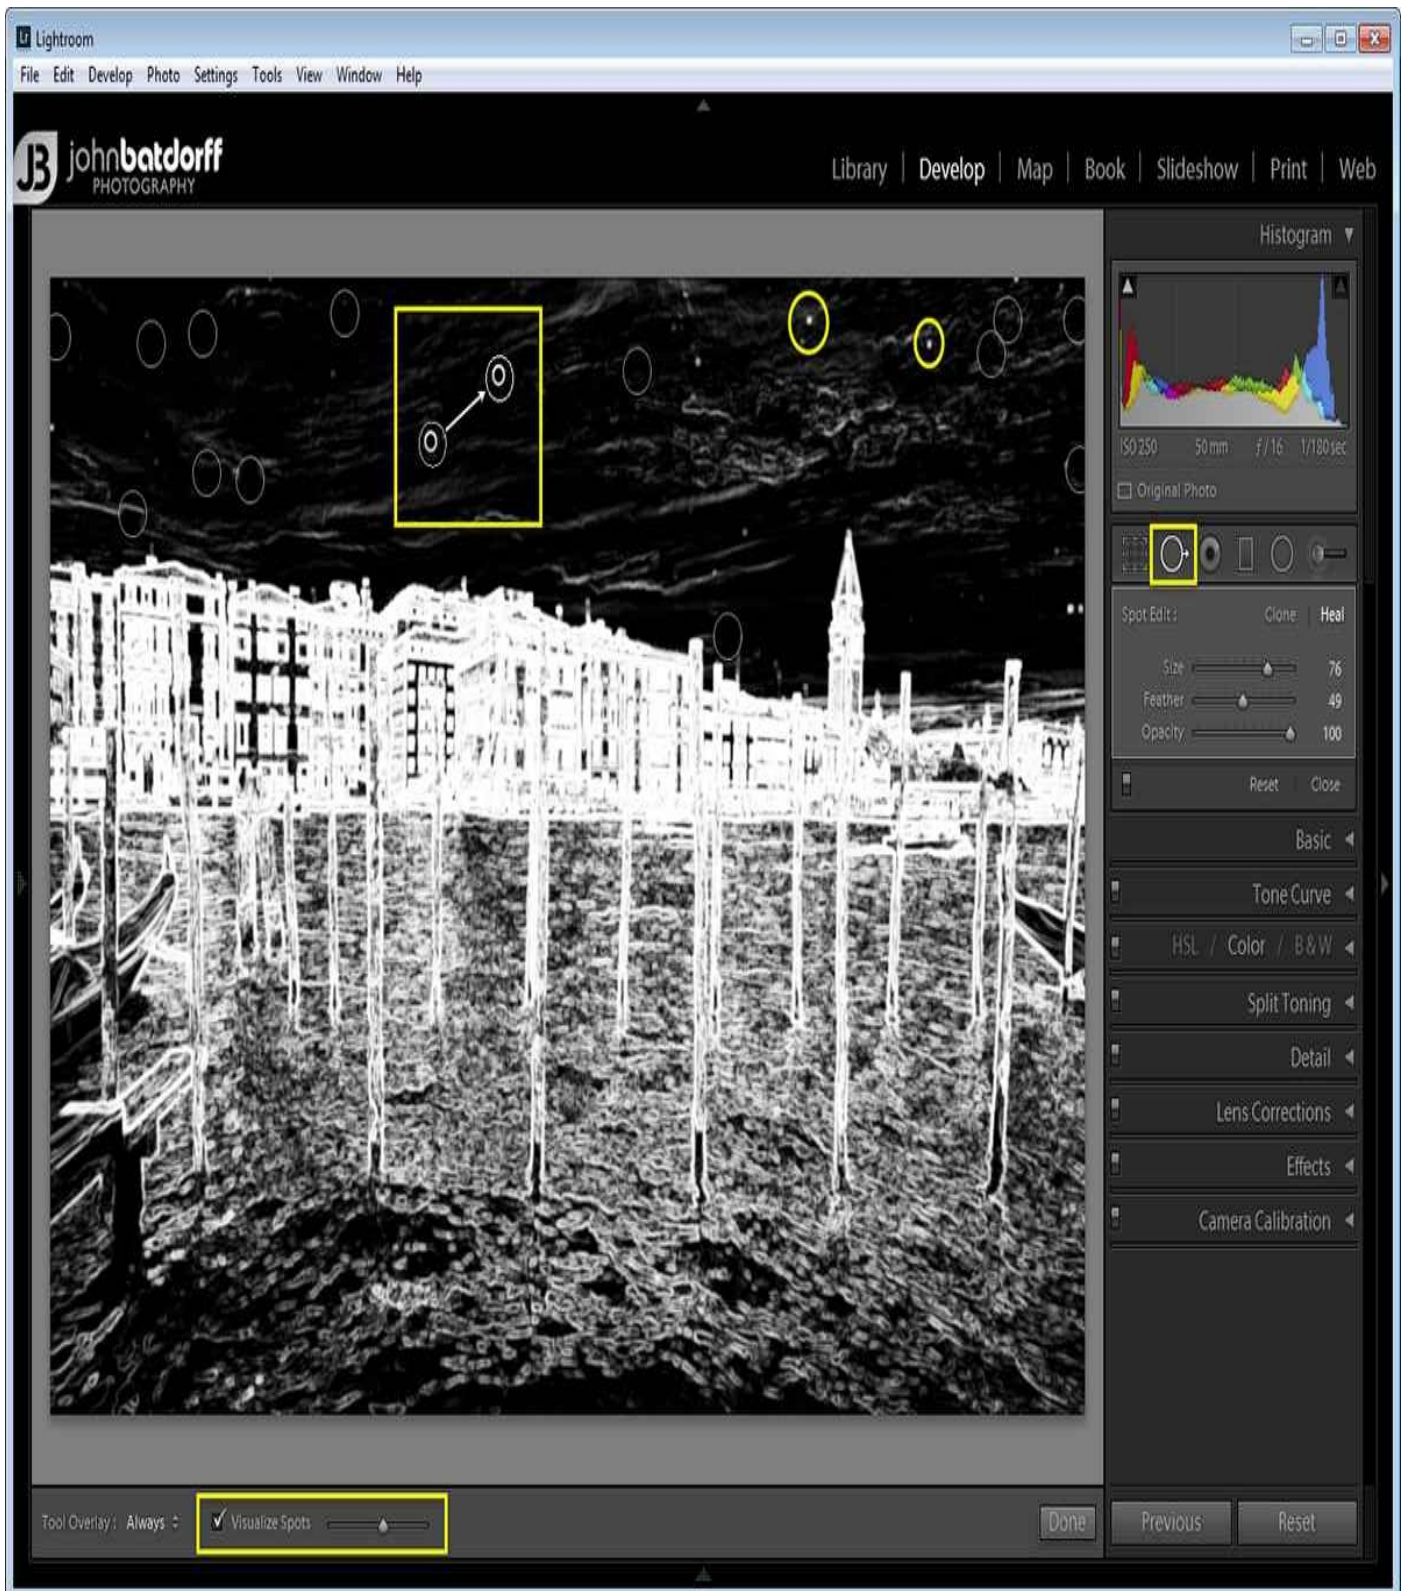 Lr Lightroom
File Edit Develop Photo Settings Tools View Window Help
JB johnbatdorff
PHOTOGRAPHY
Library | Develop | Map | Book | Slideshow | Print | Web
Histogram
ISO 250 50 mm ƒ / 16 1/180 sec
Original Photo
Spot Edit : Clone Heal
Size 76
Feather 49
Opacity 100
Reset Close
Basic
Tone Curve
HSL / Color / B & W
Split Toning
Detail
Lens Corrections
Effects
Camera Calibration
Tool Overlay : Always Visualize Spots Done Previous Reset